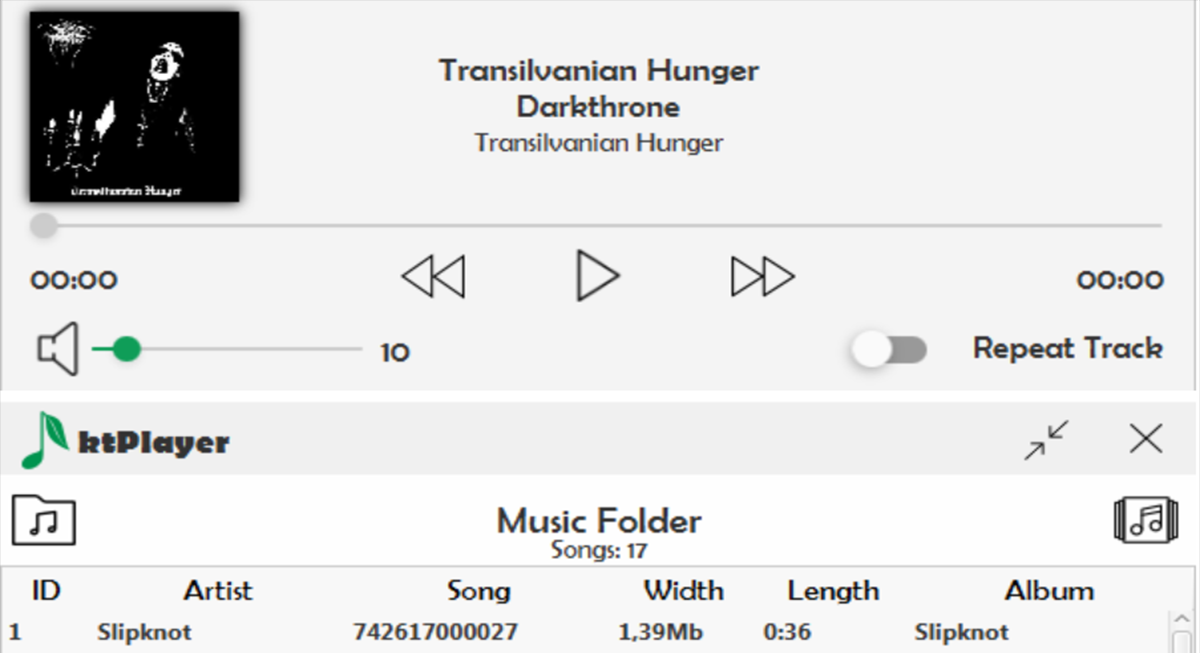 Transilvanian Hunger
Darkthrone
Transilvanian Hunger
Transilvanian Hunger
00:00 00:00
10 Repeat Track
ktPlayer
Music Folder
Songs: 17
ID Artist Song Width Length Album
1 Slipknot 742617000027 1,39Mb 0:36 Slipknot